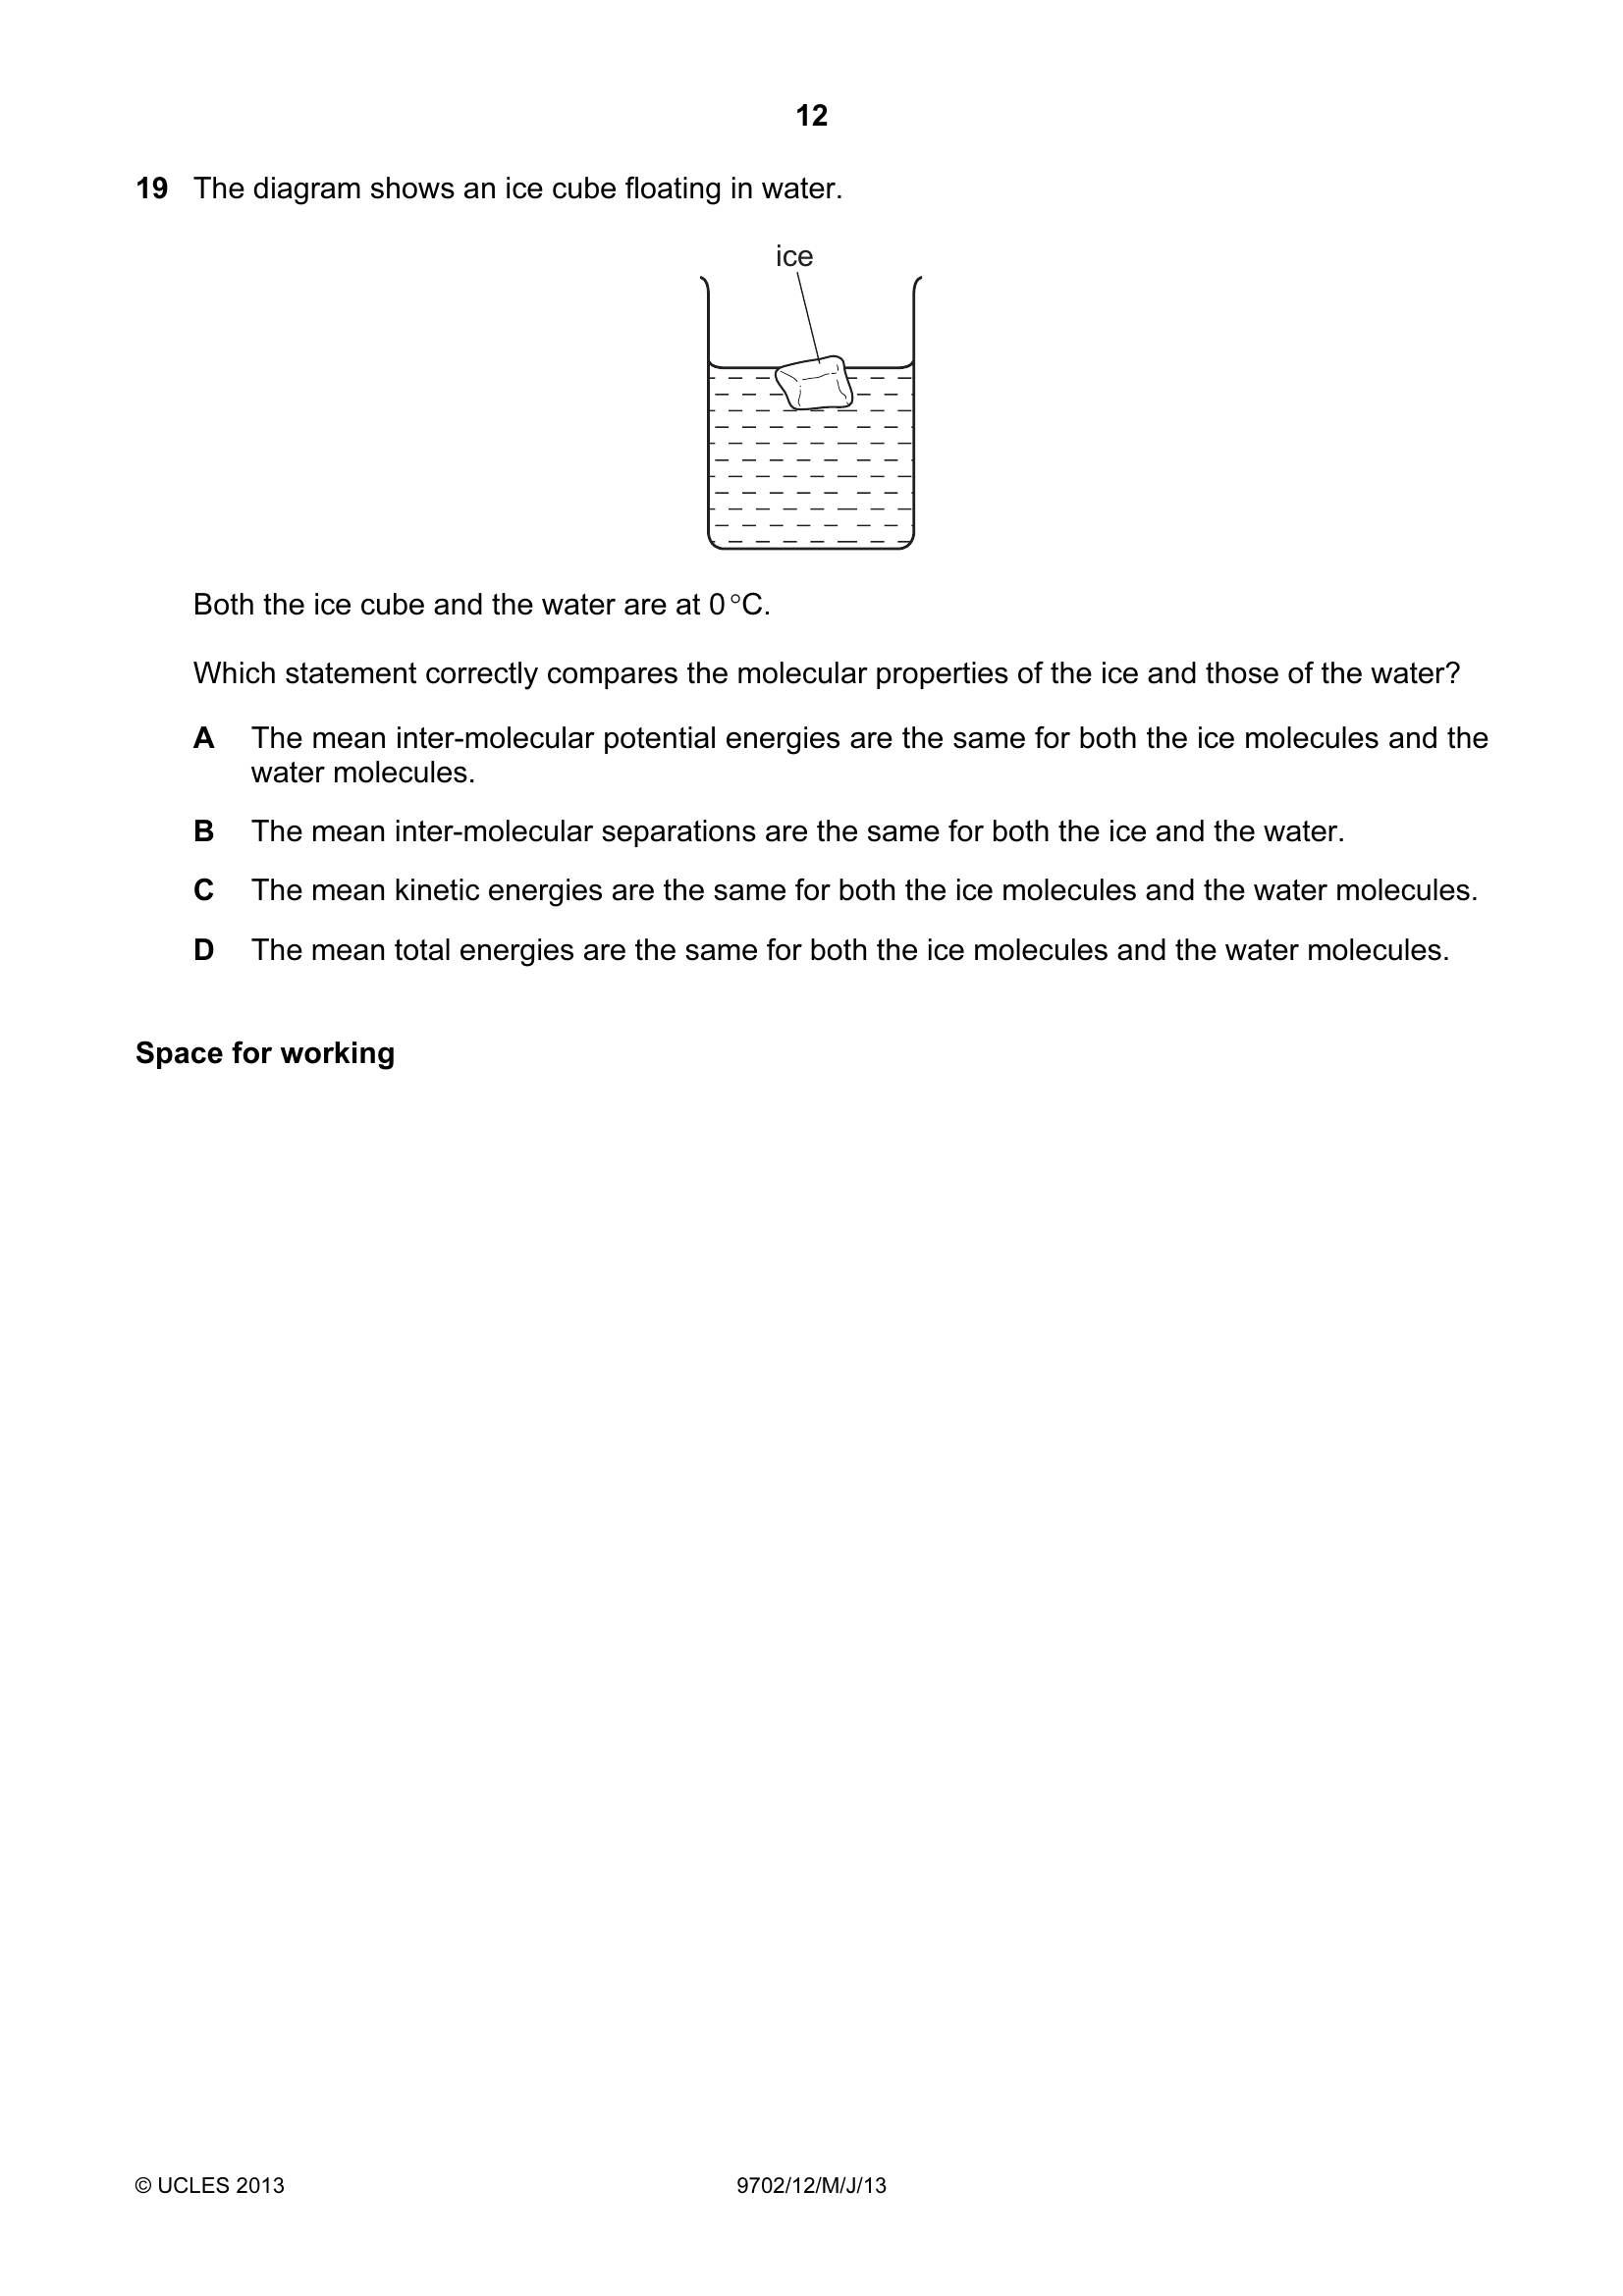 12
19 The diagram shows an ice cube floating in water.
ice
Both the ice cube and the water are at 0 °C.
Which statement correctly compares the molecular properties of the ice and those of the water?
A The mean inter-molecular potential energies are the same for both the ice molecules and the
water molecules.
B The mean inter-molecular separations are the same for both the ice and the water.
C The mean kinetic energies are the same for both the ice molecules and the water molecules.
D The mean total energies are the same for both the ice molecules and the water molecules.
Space for working
© UCLES 2013 9702/12/M/J/13